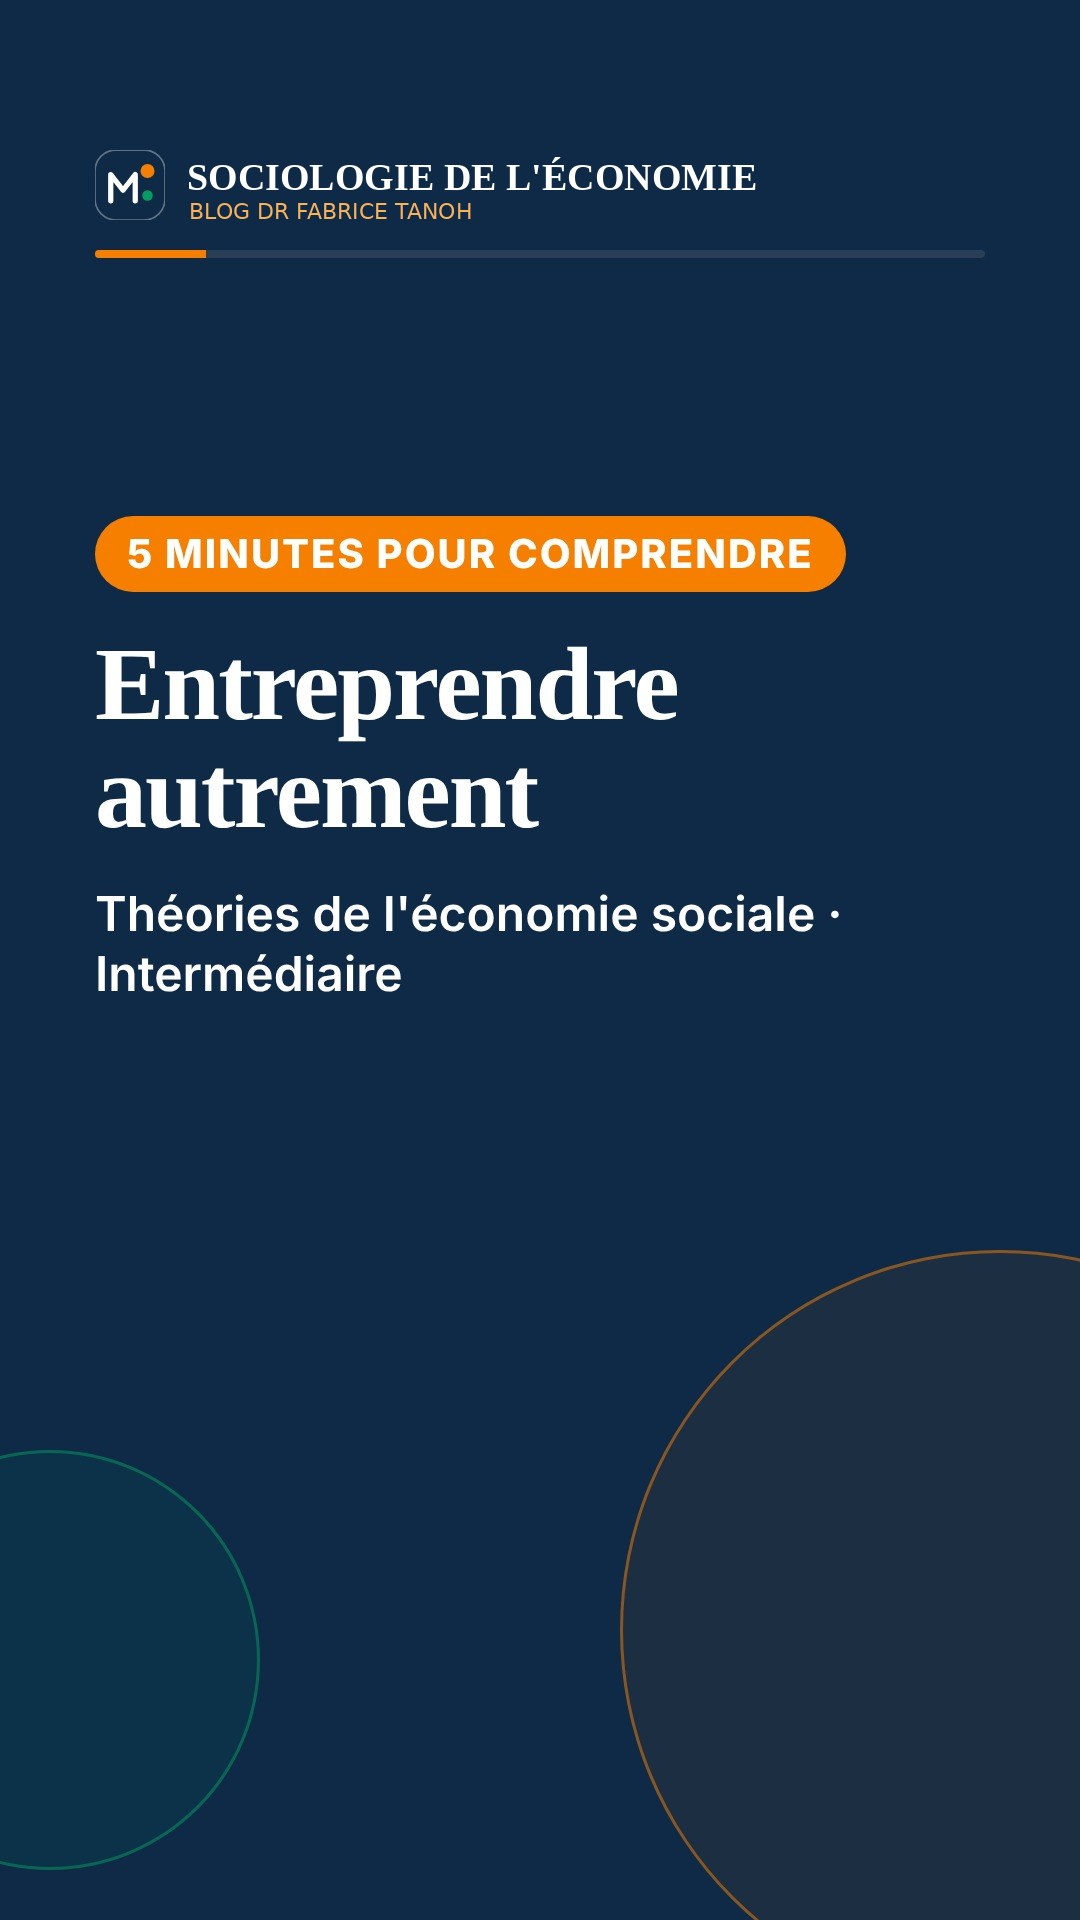 M
SOCIOLOGIE DE L'ÉCONOMIE
BLOG DR FABRICE TANOH
5 MINUTES POUR COMPRENDRE
Entreprendre
autrement
Théories de l'économie sociale ·
Intermédiaire